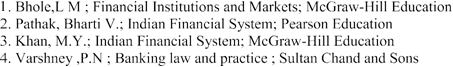 1. Bhole,L M ; Financial Institutions and Markets; McGraw-Hill Education
2. Pathak, Bharti V.; Indian Financial System; Pearson Education
3. Khan, M.Y.; Indian Financial System; McGraw-Hill Education
4. Varshney ,P.N ; Banking law and practice ; Sultan Chand and Sons